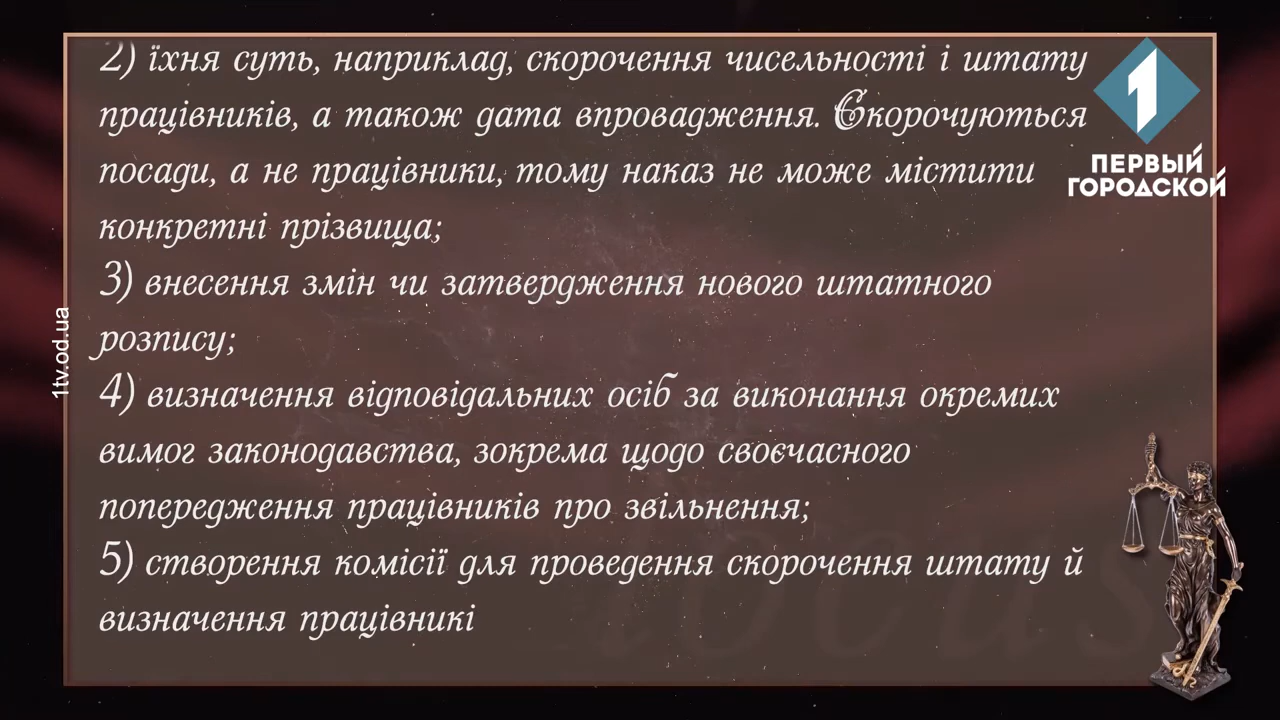 2) їхня суть, наприклад, скорочення чисельності і штату
працівників, а також дата впровадження. Скорочуються
посади, а не працівники, тому наказ не може містити
конкретні прізвища;
3) внесення змін чи затвердження нового штатного
розпису;
4) визначення відповідальних осіб за виконання окремих
вимог законодавства, зокрема щодо своєчасного
попередження працівників про звільнення;
5) створення комісії для проведення скорочення штату й
визначення працівникі
1
ПЕРВЫЙ
ГОРОДСКОЙ
1tv.od.ua